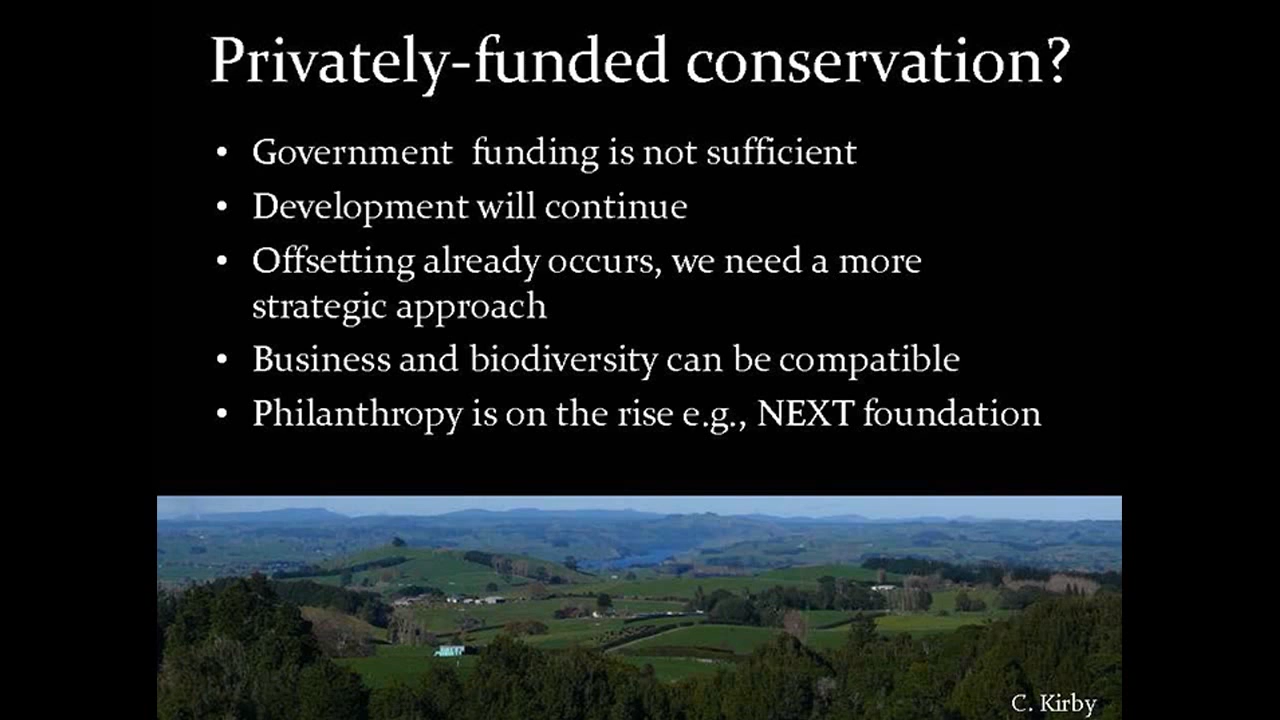 Privately-funded conservation?
• Government  funding is not sufficient
• Development will continue
• Offsetting already occurs, we need a more
strategic approach
• Business and biodiversity can be compatible
• Philanthropy is on the rise e.g., NEXT foundation
C. Kirby